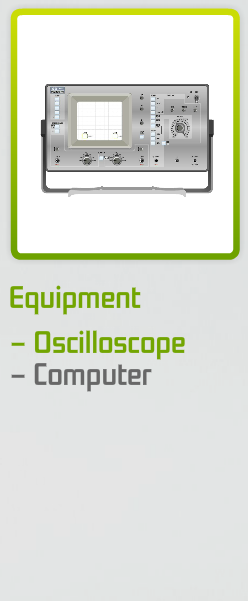 Equipment
– Oscilloscope
– Computer